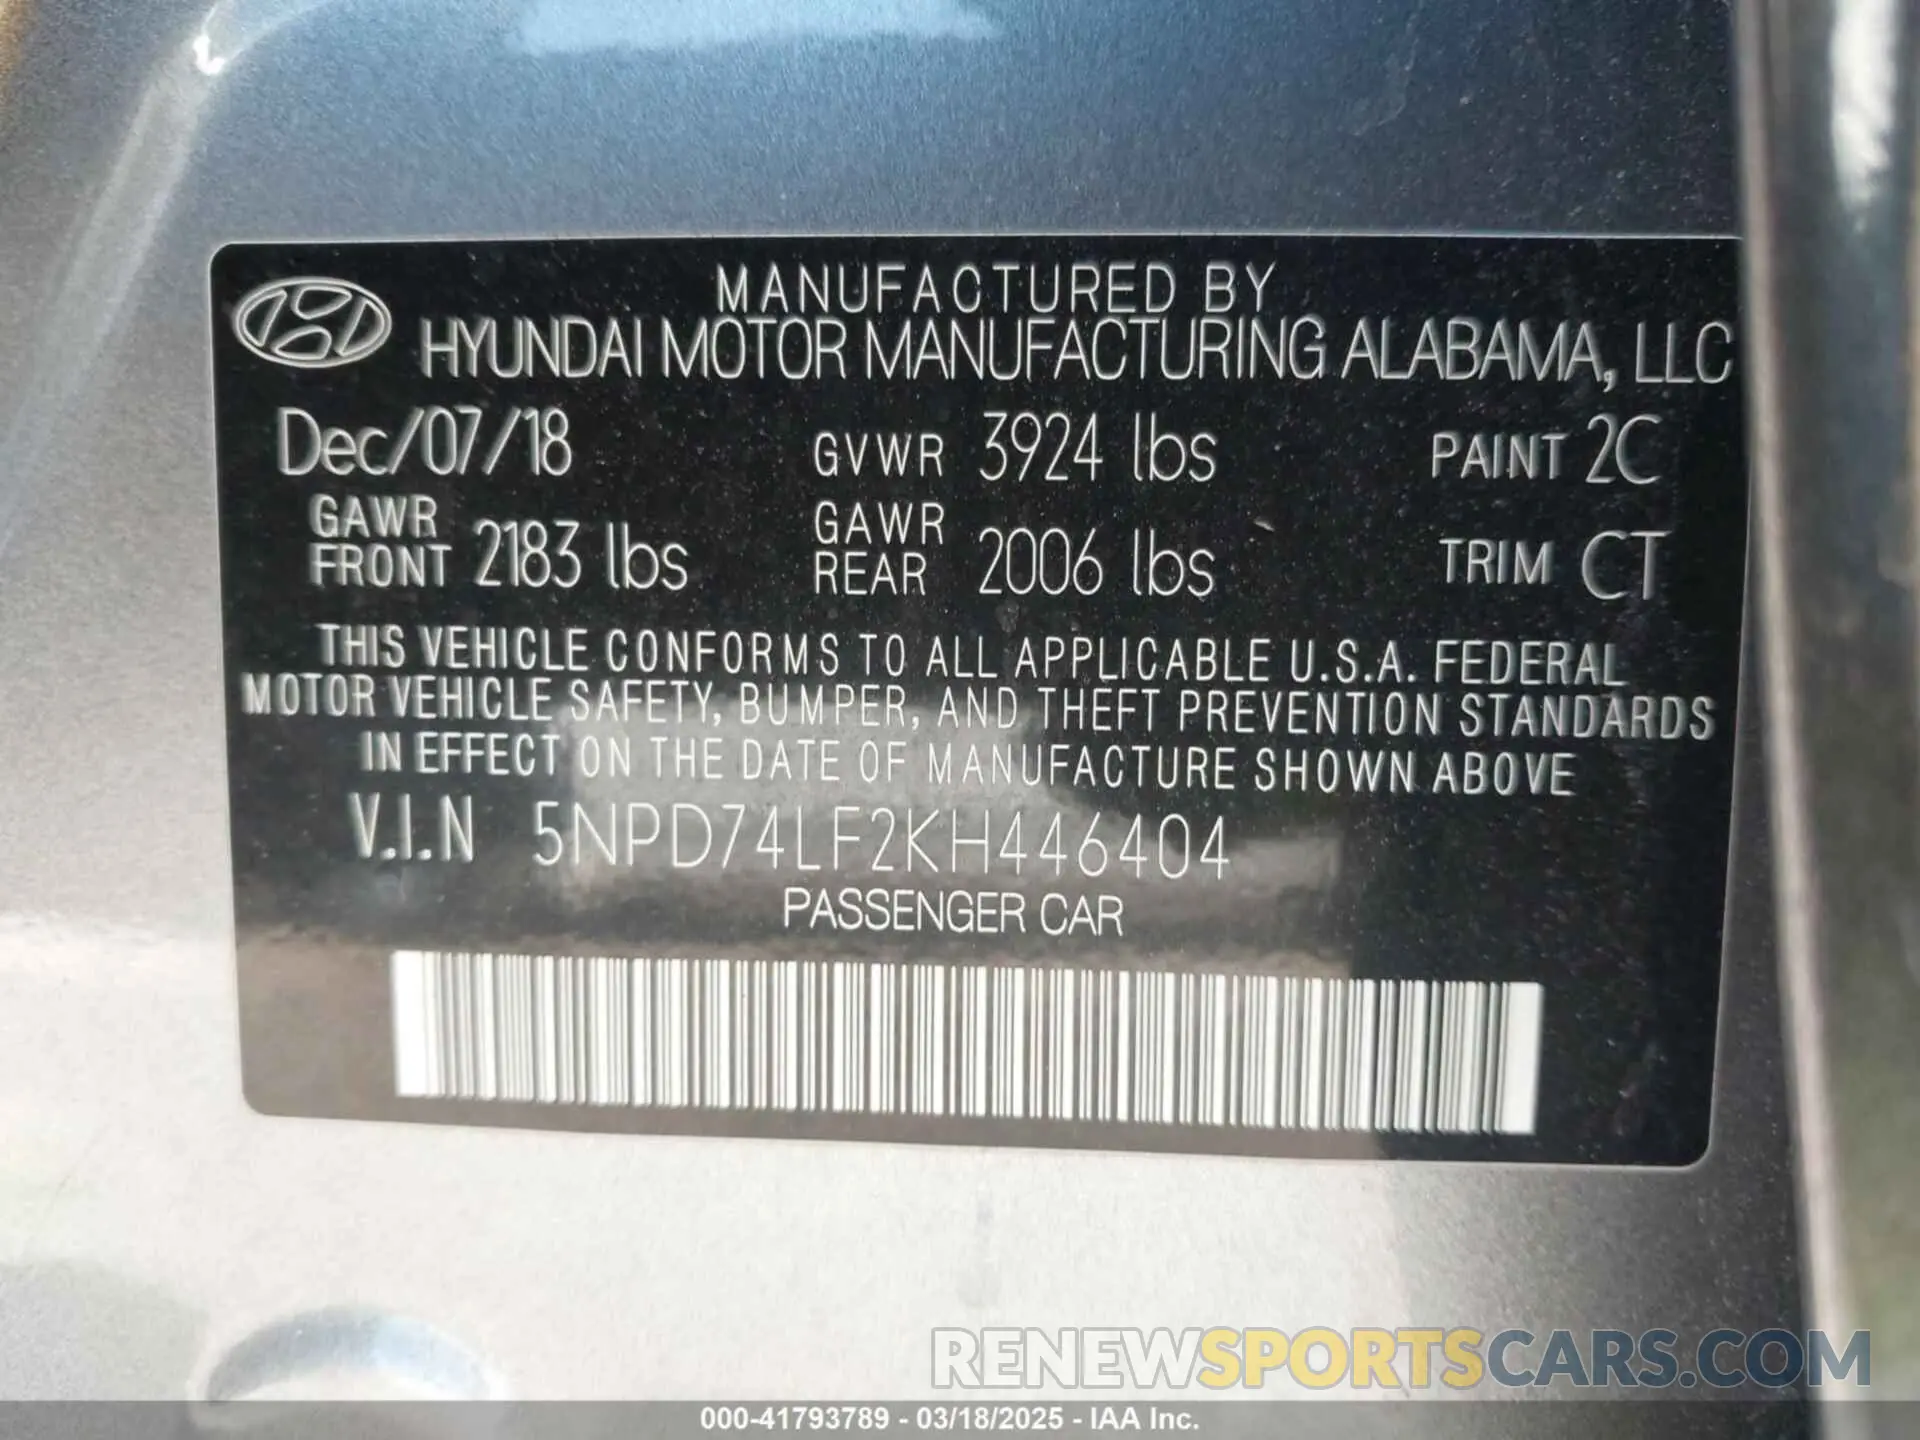 MANUFACTURED BY
HYUNDAI MOTOR MANUFACTURING ALABAMA, LLC
Dec/07/18 GVWR 3924 lbs PAINT 2C
GAWR FRONT 2183 lbs GAWR REAR 2006 lbs TRIM CT
THIS VEHICLE CONFORMS TO ALL APPLICABLE U.S.A. FEDERAL
MOTOR VEHICLE SAFETY, BUMPER, AND THEFT PREVENTION STANDARDS
IN EFFECT ON THE DATE OF MANUFACTURE SHOWN ABOVE
V.I.N 5NPD74LF2KH446404
PASSENGER CAR
RENEWSPORTSCARS.COM
000-41793789 - 03/18/2025 - IAA Inc.